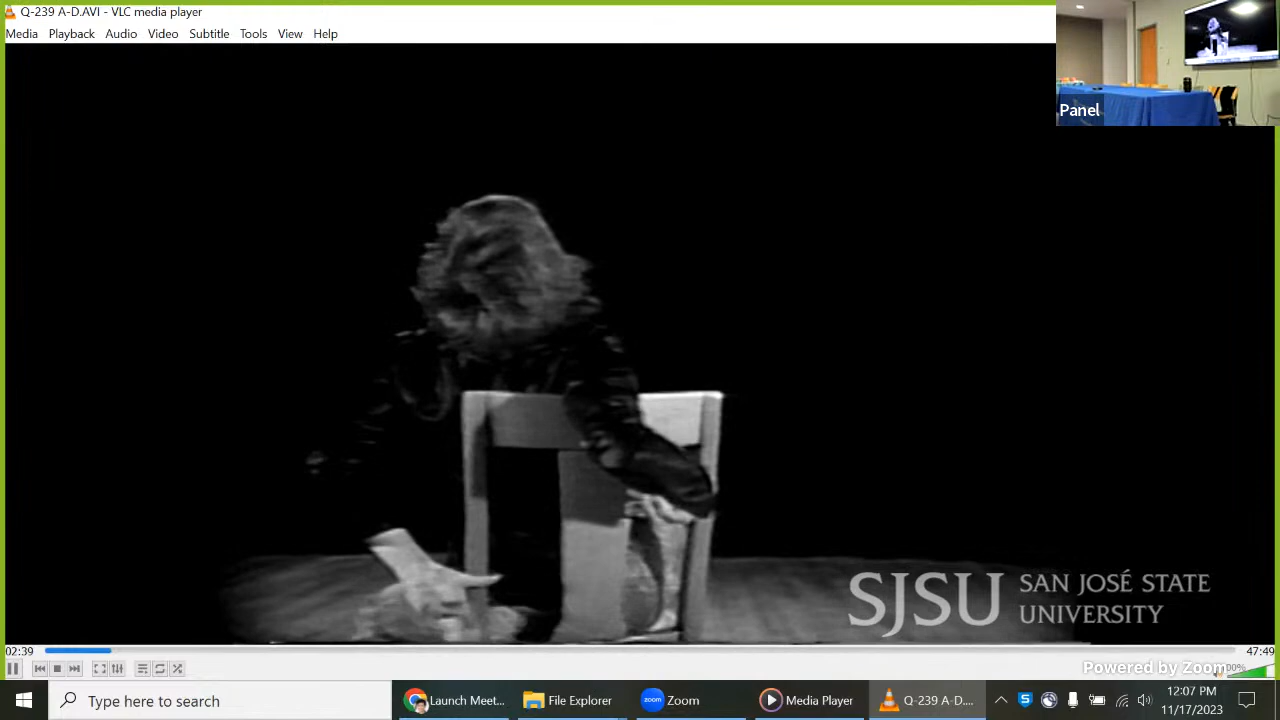 Q-239 A-D.AVI - VLC media player
Media Playback Audio Video Subtitle Tools View Help
Panel
SJSU SAN JOSÉ STATE
UNIVERSITY
02:39
47:49
Powered by Zoom
Type here to search
Launch Meet...
File Explorer
zoom
Zoom
Media Player
Q-239 A-D....
12:07 PM
11/17/2023